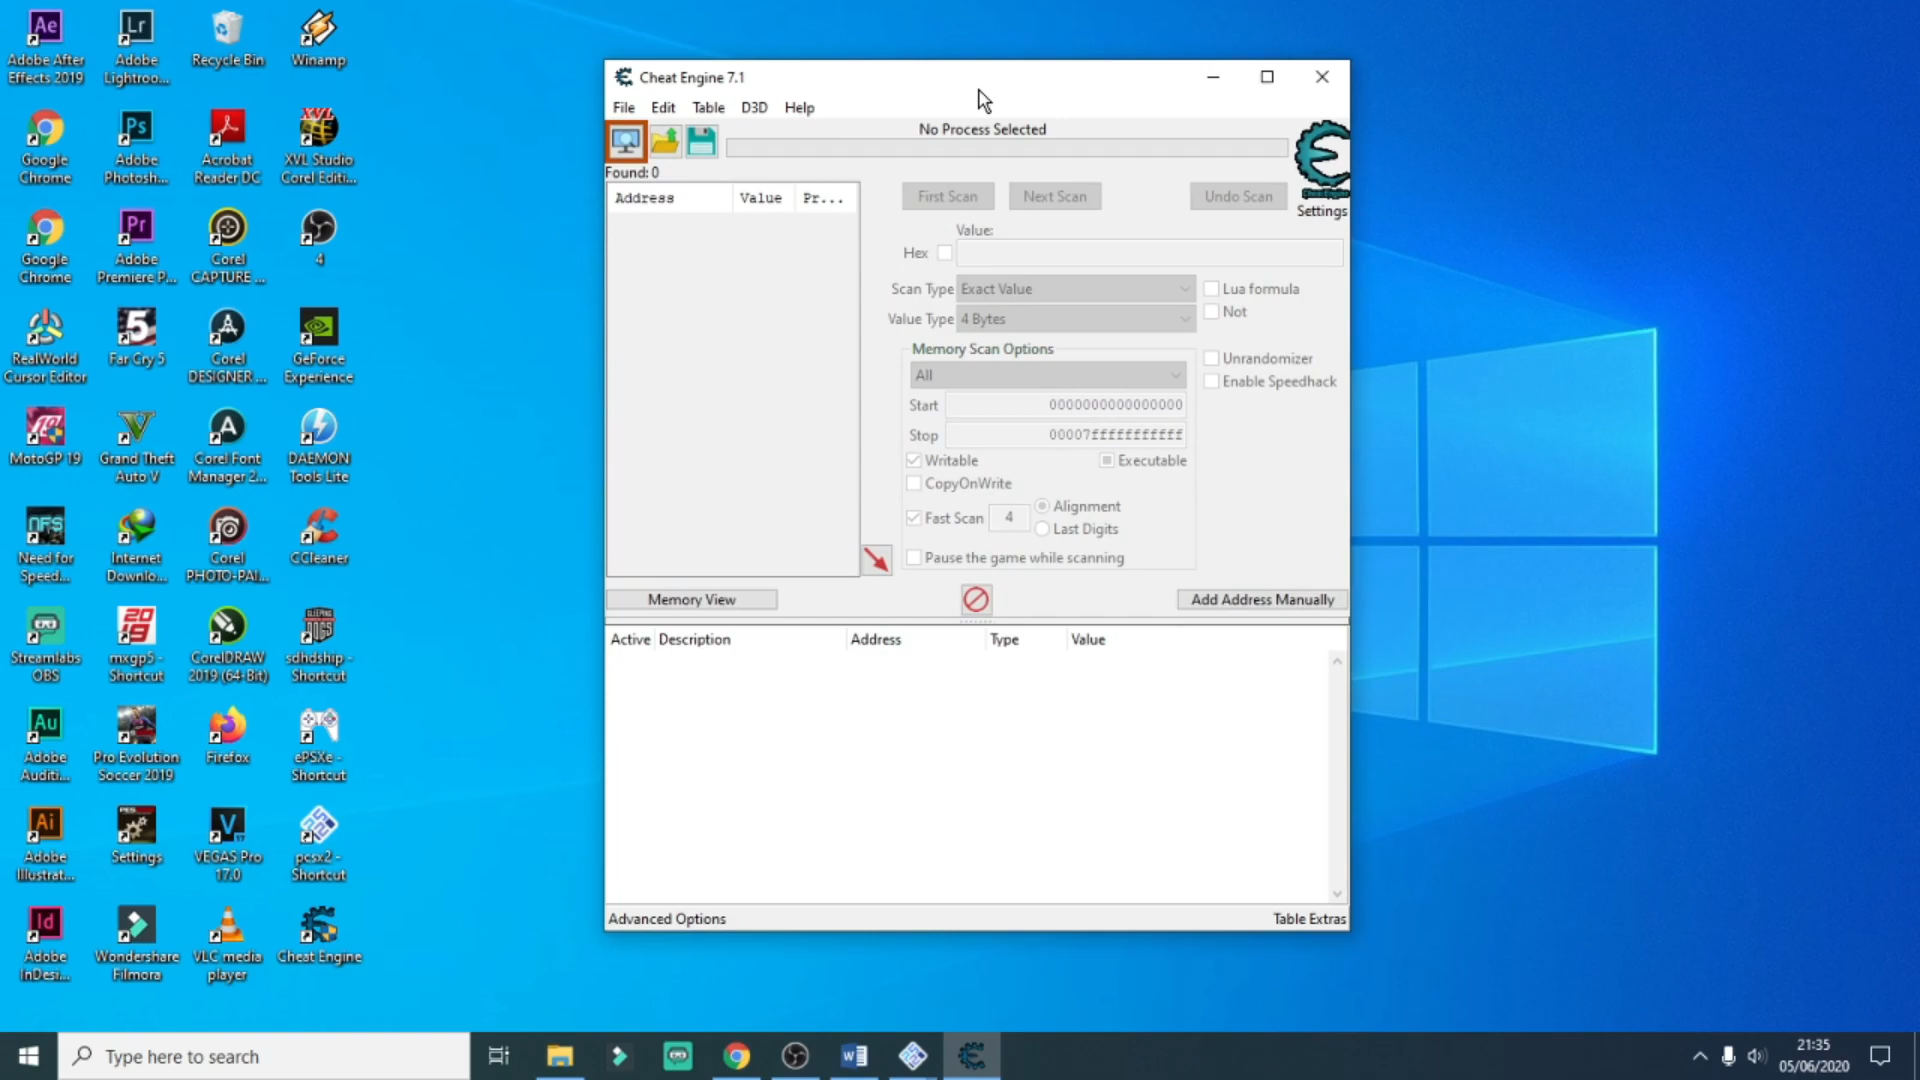 Adobe After
Effects 2019
Adobe
Lightroo...
Recycle Bin
Winamp
Google
Chrome
Adobe
Photosh...
Acrobat
Reader DC
XVL Studio
Corel Editi...
Google
Chrome
Adobe
Premiere P...
Corel
CAPTURE ...
4
RealWorld
Cursor Editor
Far Cry 5
Corel
DESIGNER ...
GeForce
Experience
MotoGP 19
Grand Theft
Auto V
Corel Font
Manager 2...
DAEMON
Tools Lite
Need for
Speed...
Internet
Downlo...
Corel
PHOTO-PAI...
CCleaner
Streamlabs
OBS
mxgp5 -
Shortcut
CorelDRAW
2019 (64-Bit)
sdhdship -
Shortcut
Adobe
Auditi...
Pro Evolution
Soccer 2019
Firefox
ePSXe -
Shortcut
Adobe
Illustrat...
Settings
VEGAS Pro
17.0
pcsx2 -
Shortcut
Adobe
InDesi...
Wondershare
Filmora
VLC media
player
Cheat Engine
Cheat Engine 7.1
File Edit Table D3D Help
No Process Selected
Found: 0
Settings
Address Value Pr...
First Scan Next Scan Undo Scan
Value:
Hex
Scan Type Exact Value
Lua formula
Value Type 4 Bytes
Not
Memory Scan Options
All
Unrandomizer
Enable Speedhack
Start 0000000000000000
Stop 00007fffffffffff
Writable Executable
CopyOnWrite
Fast Scan 4 Alignment
Last Digits
Pause the game while scanning
Memory View
Add Address Manually
Active Description Address Type Value
Advanced Options
Table Extras
Type here to search
21:35
05/06/2020